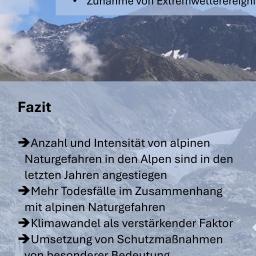 • Zunahme von Extremwetterereigni
Fazit
➔Anzahl und Intensität von alpinen
Naturgefahren in den Alpen sind in den
letzten Jahren angestiegen
➔Mehr Todesfälle im Zusammenhang
mit alpinen Naturgefahren
➔Klimawandel als verstärkender Faktor
➔Umsetzung von Schutzmaßnahmen
von besonderer Bedeutung